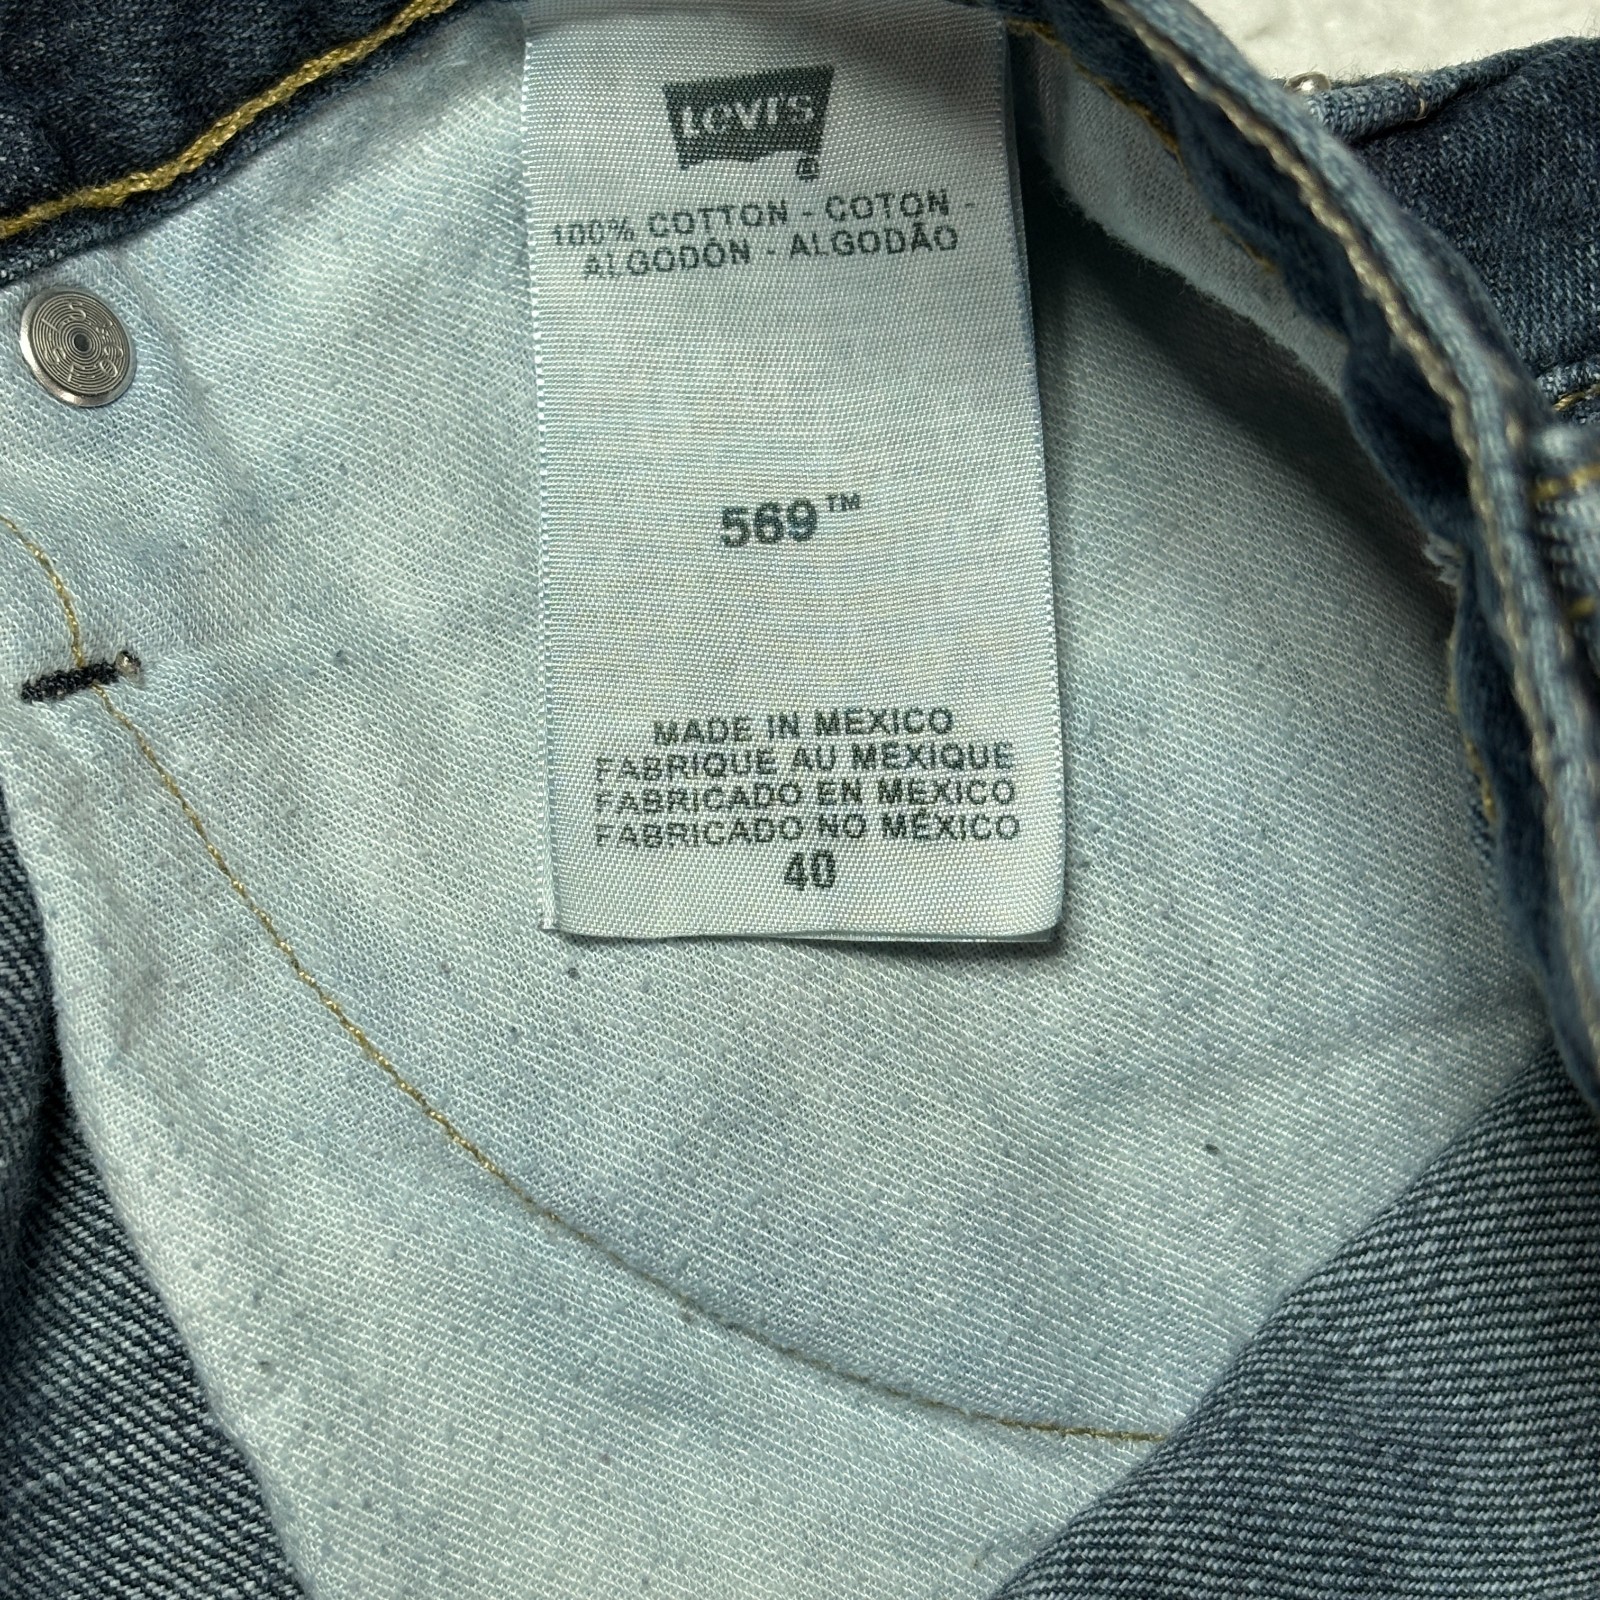 Levi's®
100% COTTON - COTON -
ALGODÓN - ALGODÃO
569™
MADE IN MEXICO
FABRIQUE AU MEXIQUE
FABRICADO EN MÉXICO
FABRICADO NO MÉXICO
40